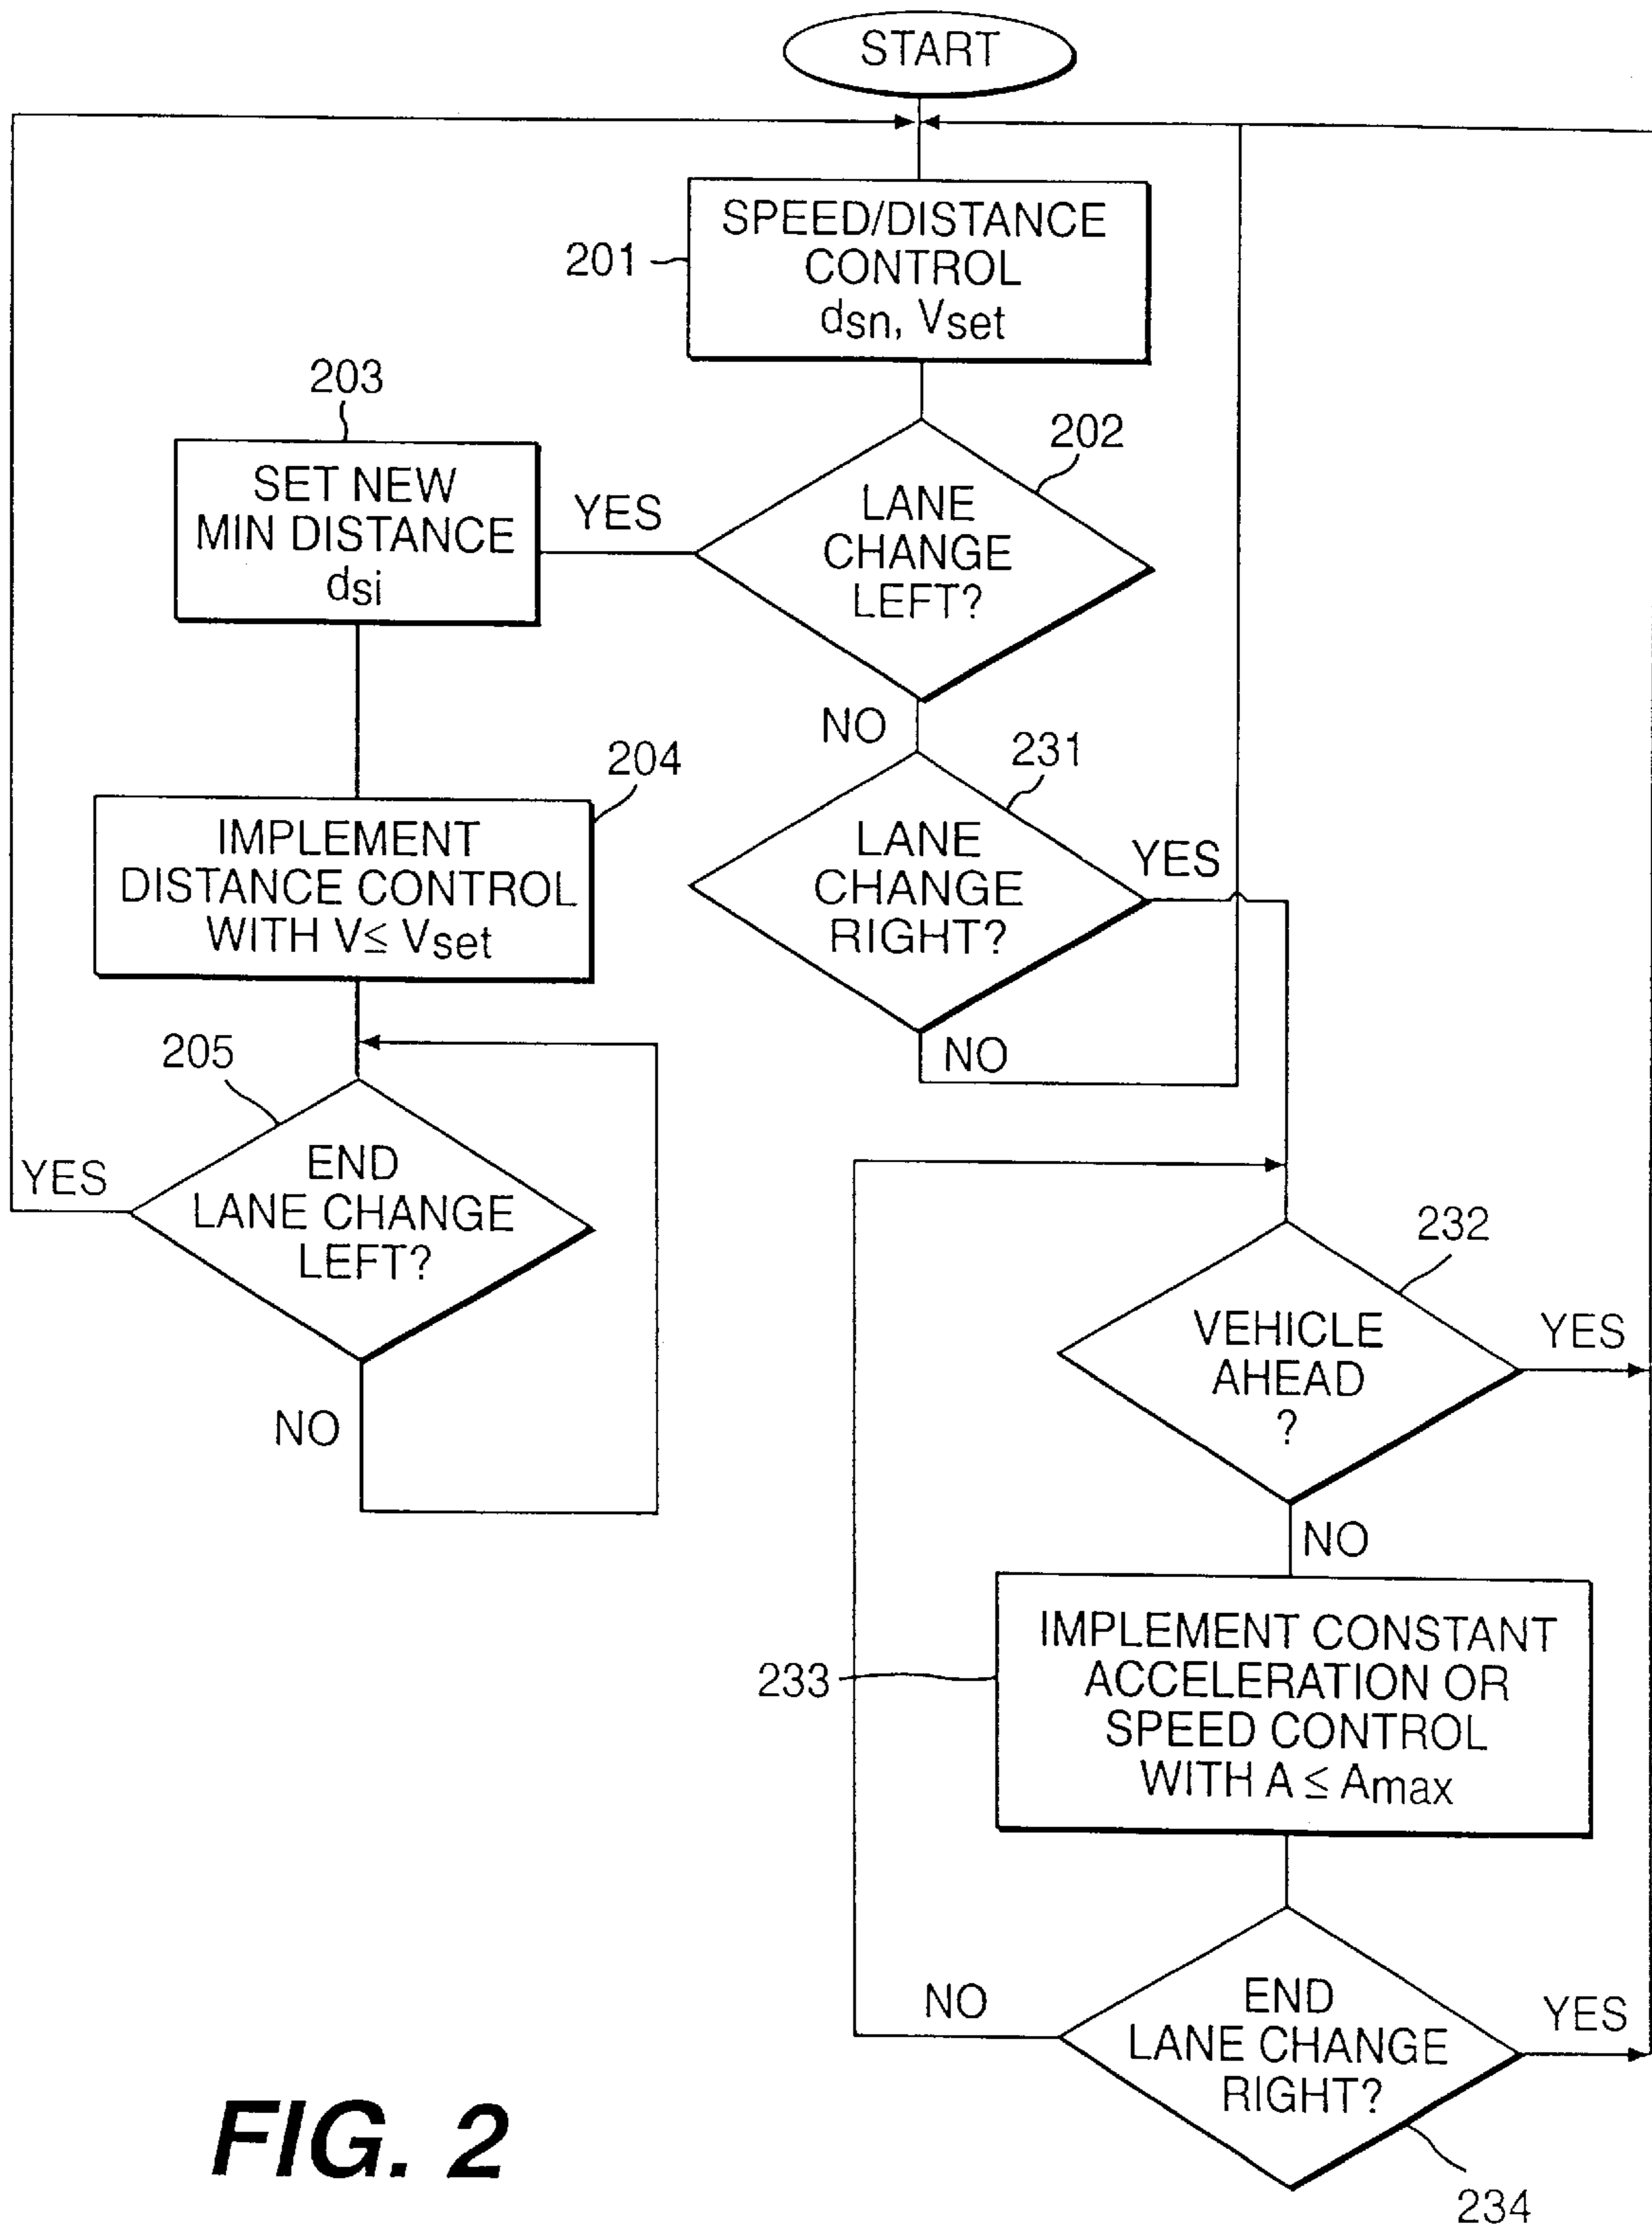 START
SPEED/DISTANCE
CONTROL
dsn, Vset
201
203
SET NEW
MIN DISTANCE
dsi
YES
202
LANE
CHANGE
LEFT?
NO
204
IMPLEMENT
DISTANCE CONTROL
WITH V≤ Vset
231
LANE
CHANGE
RIGHT?
YES
NO
205
END
LANE CHANGE
LEFT?
YES
NO
232
VEHICLE
AHEAD
?
YES
NO
233
IMPLEMENT CONSTANT
ACCELERATION OR
SPEED CONTROL
WITH A ≤ Amax
NO
END
LANE CHANGE
RIGHT?
YES
234
FIG. 2